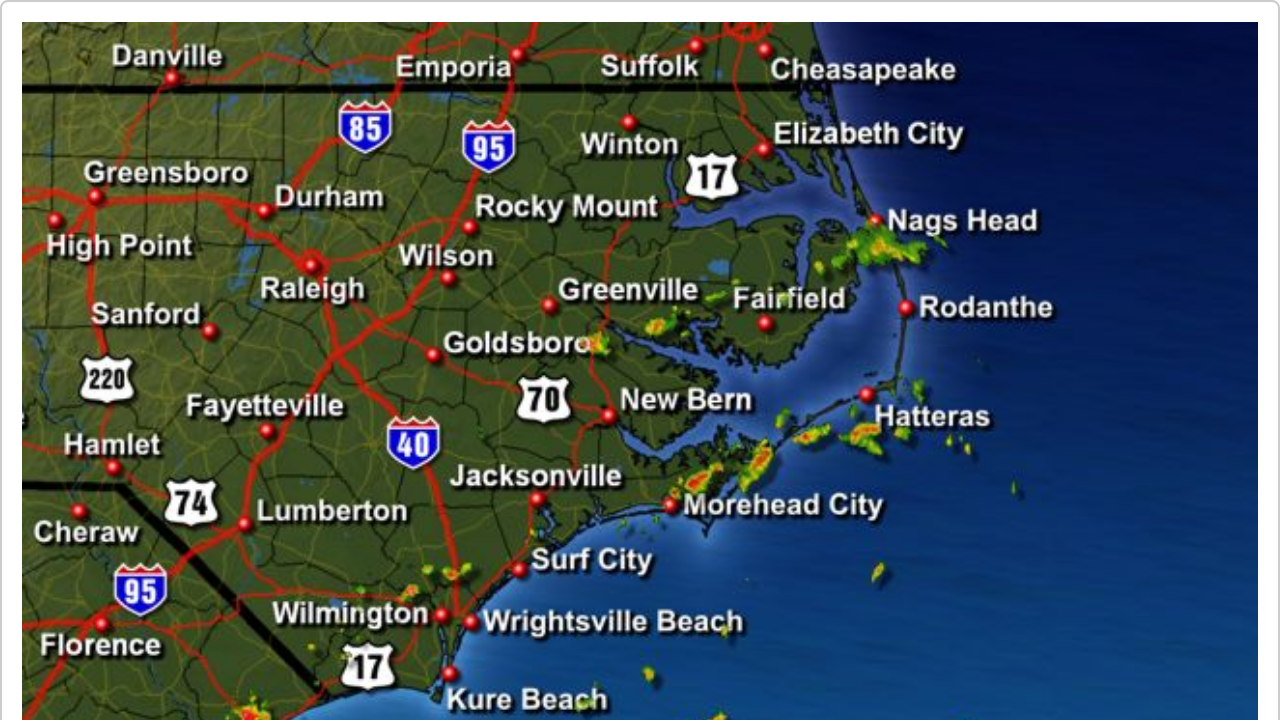 Danville
Emporia
Suffolk
Cheasapeake
85
95
Winton
Elizabeth City
17
Greensboro
Durham
Rocky Mount
Nags Head
High Point
Wilson
Raleigh
Greenville
Fairfield
Rodanthe
Sanford
Goldsboro
220
70
New Bern
Fayetteville
Hatteras
40
Hamlet
Jacksonville
74
Morehead City
Lumberton
Cheraw
Surf City
95
Wilmington
Wrightsville Beach
Florence
17
Kure Beach